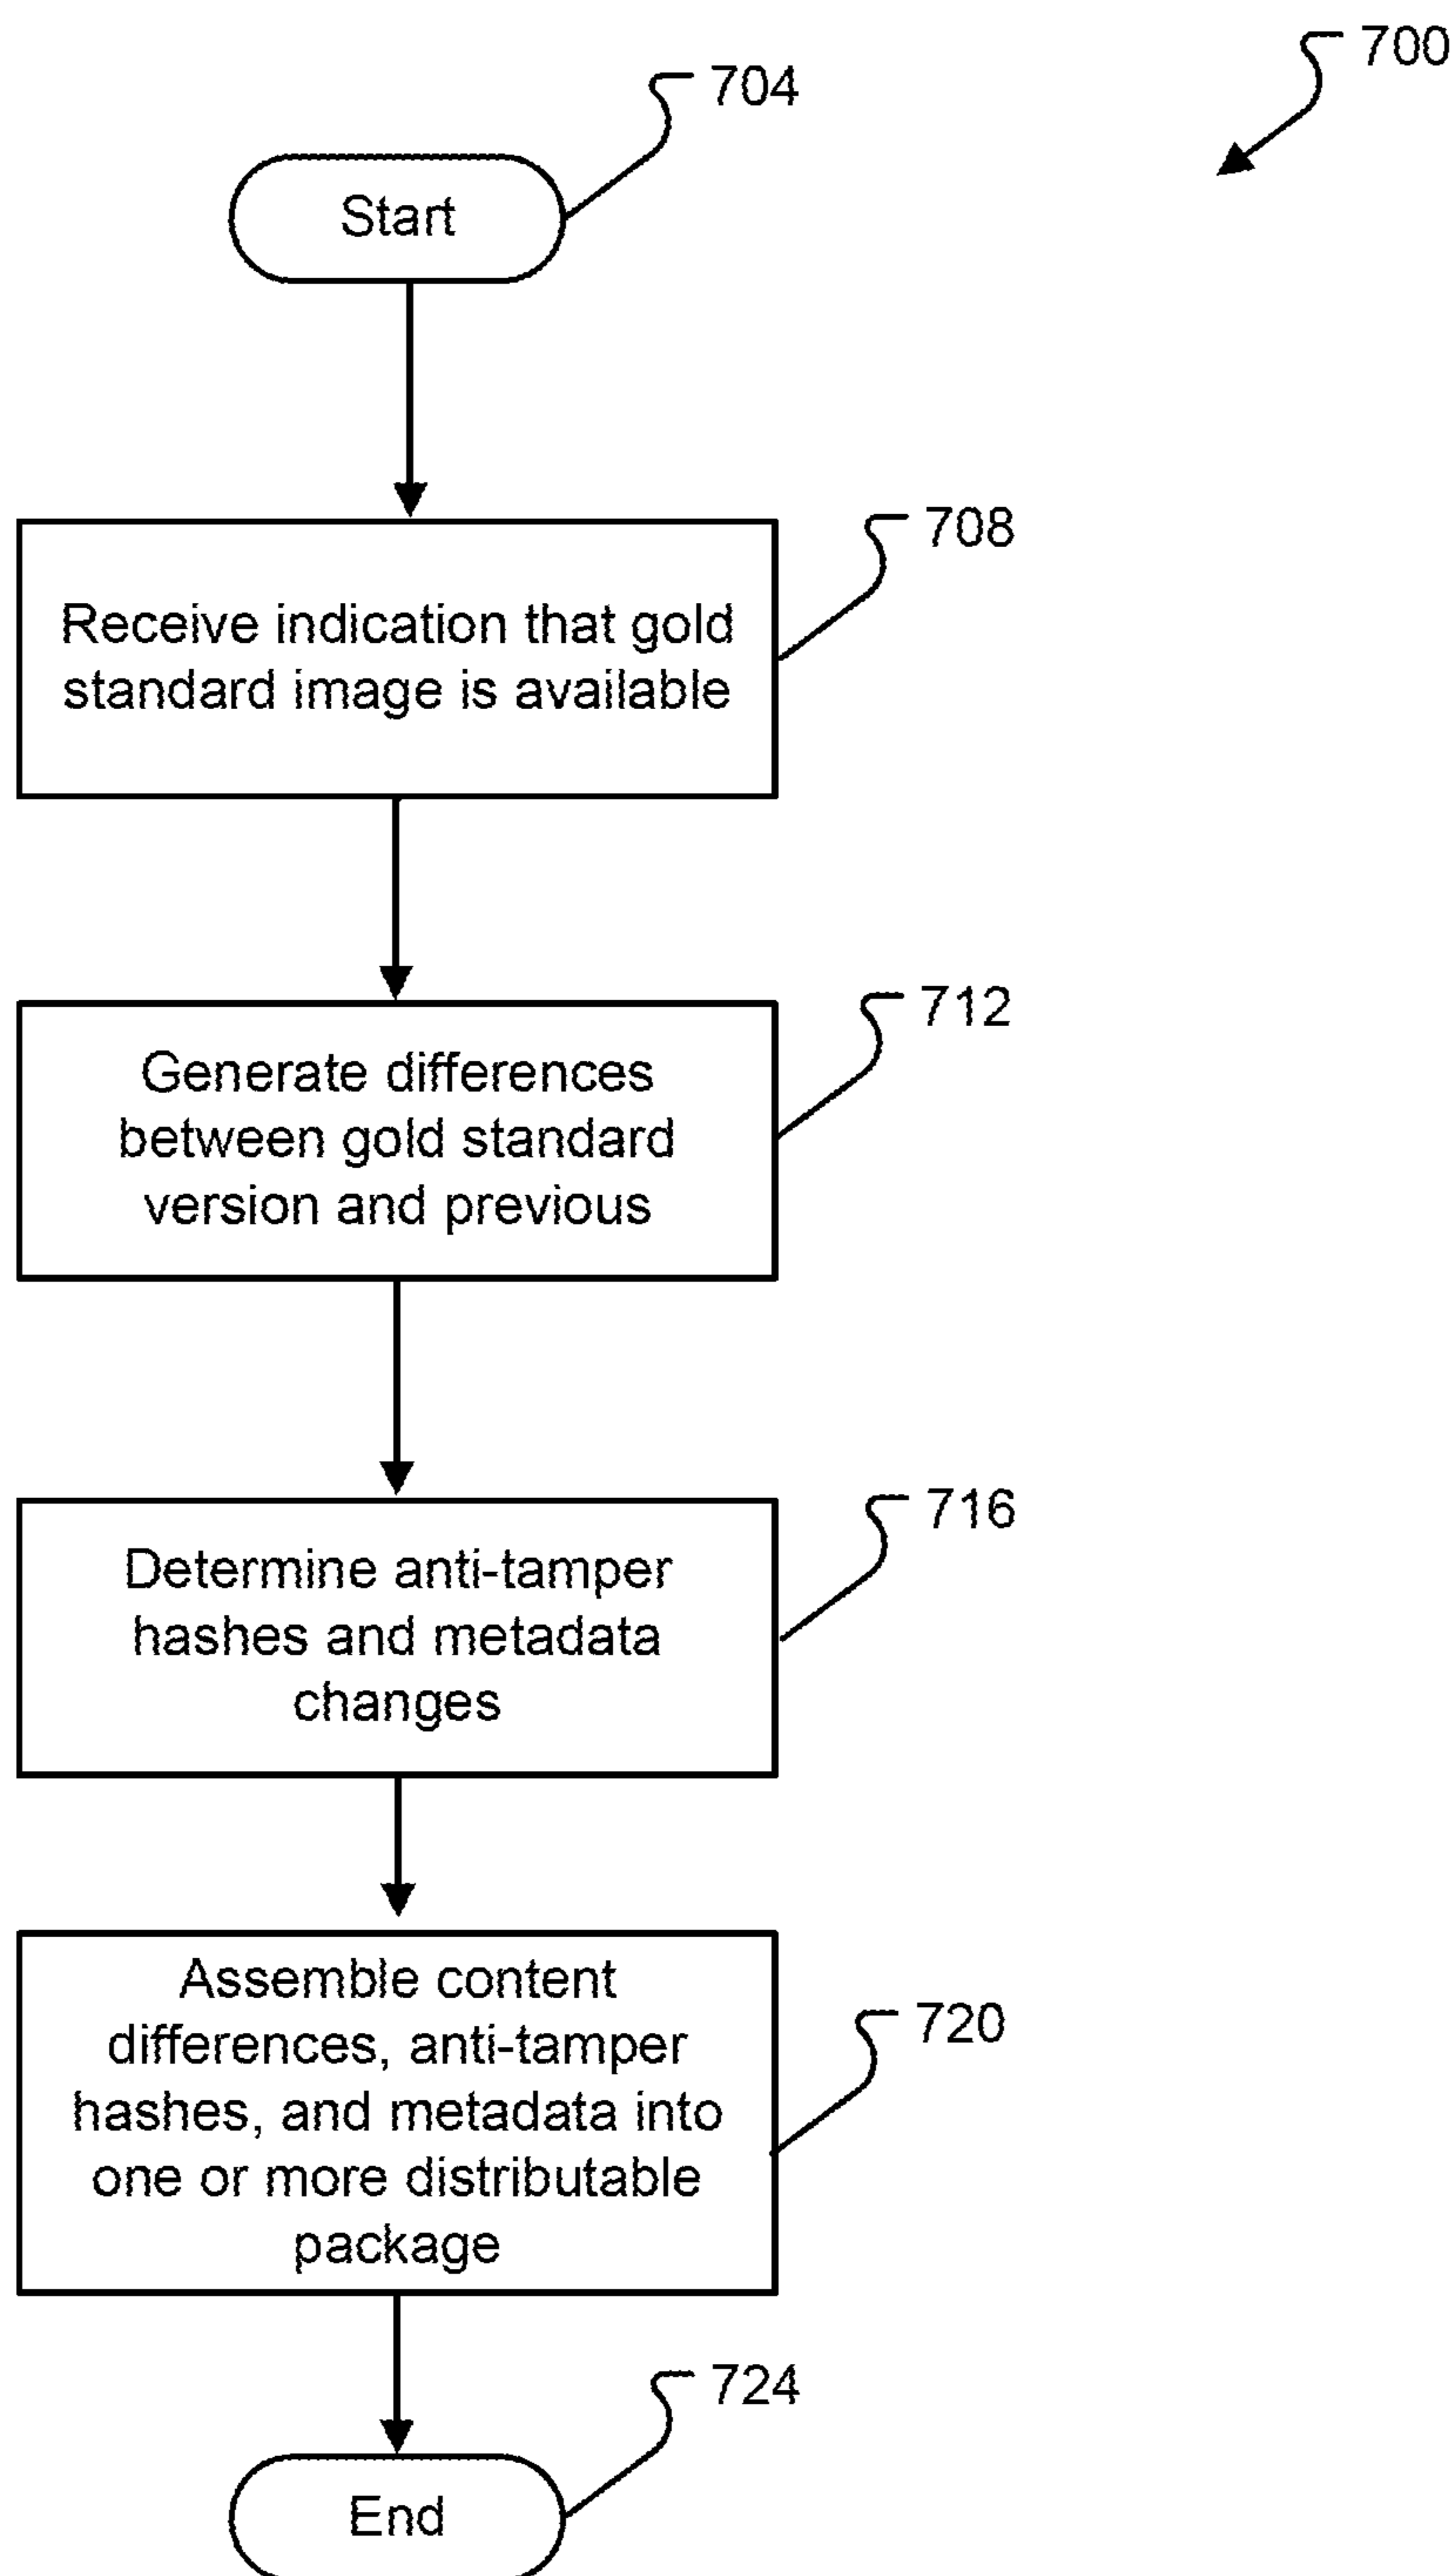 700
704
Start
708
Receive indication that gold
standard image is available
712
Generate differences
between gold standard
version and previous
716
Determine anti-tamper
hashes and metadata
changes
720
Assemble content
differences, anti-tamper
hashes, and metadata into
one or more distributable
package
724
End